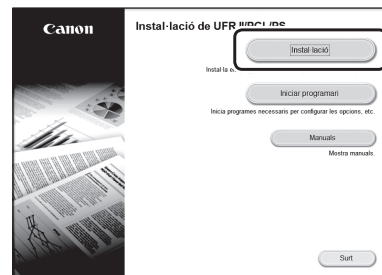 Canon
Instal·lació de UFR II/PCL/PS
Instal·lació
Instal·la el
Iniciar programari
Inicia programes necessaris per configurar les opcions, etc.
Manuals
Mostra manuals.
Surt